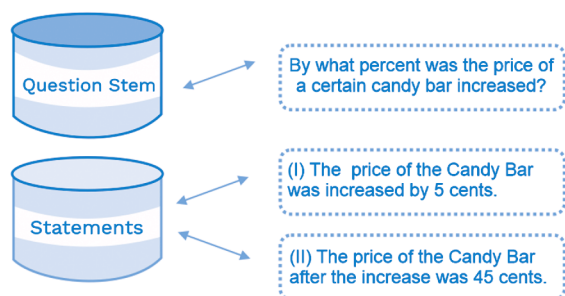 Question Stem
By what percent was the price of
a certain candy bar increased?
Statements
(I) The price of the Candy Bar
was increased by 5 cents.
(II) The price of the Candy Bar
after the increase was 45 cents.